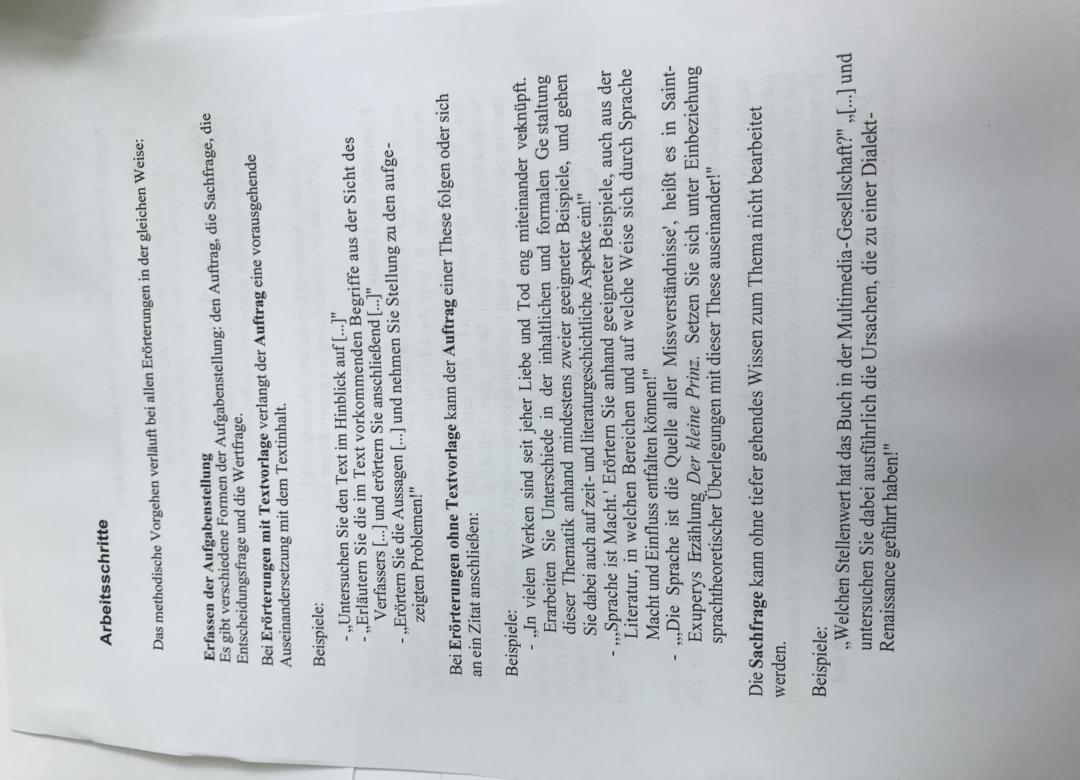 Arbeitsschritte
Das methodische Vorgehen verläuft bei allen Erörterungen in der gleichen Weise:
Erfassen der Aufgabenstellung
Es gibt verschiedene Formen der Aufgabenstellung: den Auftrag, die Sachfrage, die
Entscheidungsfrage und die Wertfrage.
Bei Erörterungen mit Textvorlage verlangt der Auftrag eine vorausgehende
Auseinandersetzung mit dem Textinhalt.
Beispiele:
- „Untersuchen Sie den Text im Hinblick auf [...]"
- „Erläutern Sie die im Text vorkommenden Begriffe aus der Sicht des
Verfassers [...] und erörtern Sie anschließend [...]"
- „Erörtern Sie die Aussagen [...] und nehmen Sie Stellung zu den aufge-
zeigten Problemen!"
Bei Erörterungen ohne Textvorlage kann der Auftrag einer These folgen oder sich
an ein Zitat anschließen:
Beispiele:
- „In vielen Werken sind seit jeher Liebe und Tod eng miteinander verknüpft.
Erarbeiten Sie Unterschiede in der inhaltlichen und formalen Ge staltung
dieser Thematik anhand mindestens zweier geeigneter Beispiele, und gehen
Sie dabei auch auf zeit- und literaturgeschichtliche Aspekte ein!"
- „‚Sprache ist Macht.' Erörtern Sie anhand geeigneter Beispiele, auch aus der
Literatur, in welchen Bereichen und auf welche Weise sich durch Sprache
Macht und Einfluss entfalten können!"
- „‚Die Sprache ist die Quelle aller Missverständnisse', heißt es in Saint-
Exuperys Erzählung Der kleine Prinz. Setzen Sie sich unter Einbeziehung
sprachtheoretischer Überlegungen mit dieser These auseinander!"
Die Sachfrage kann ohne tiefer gehendes Wissen zum Thema nicht bearbeitet
werden.
Beispiele:
„Welchen Stellenwert hat das Buch in der Multimedia-Gesellschaft?" „[...] und
untersuchen Sie dabei ausführlich die Ursachen, die zu einer Dialekt-
Renaissance geführt haben!"